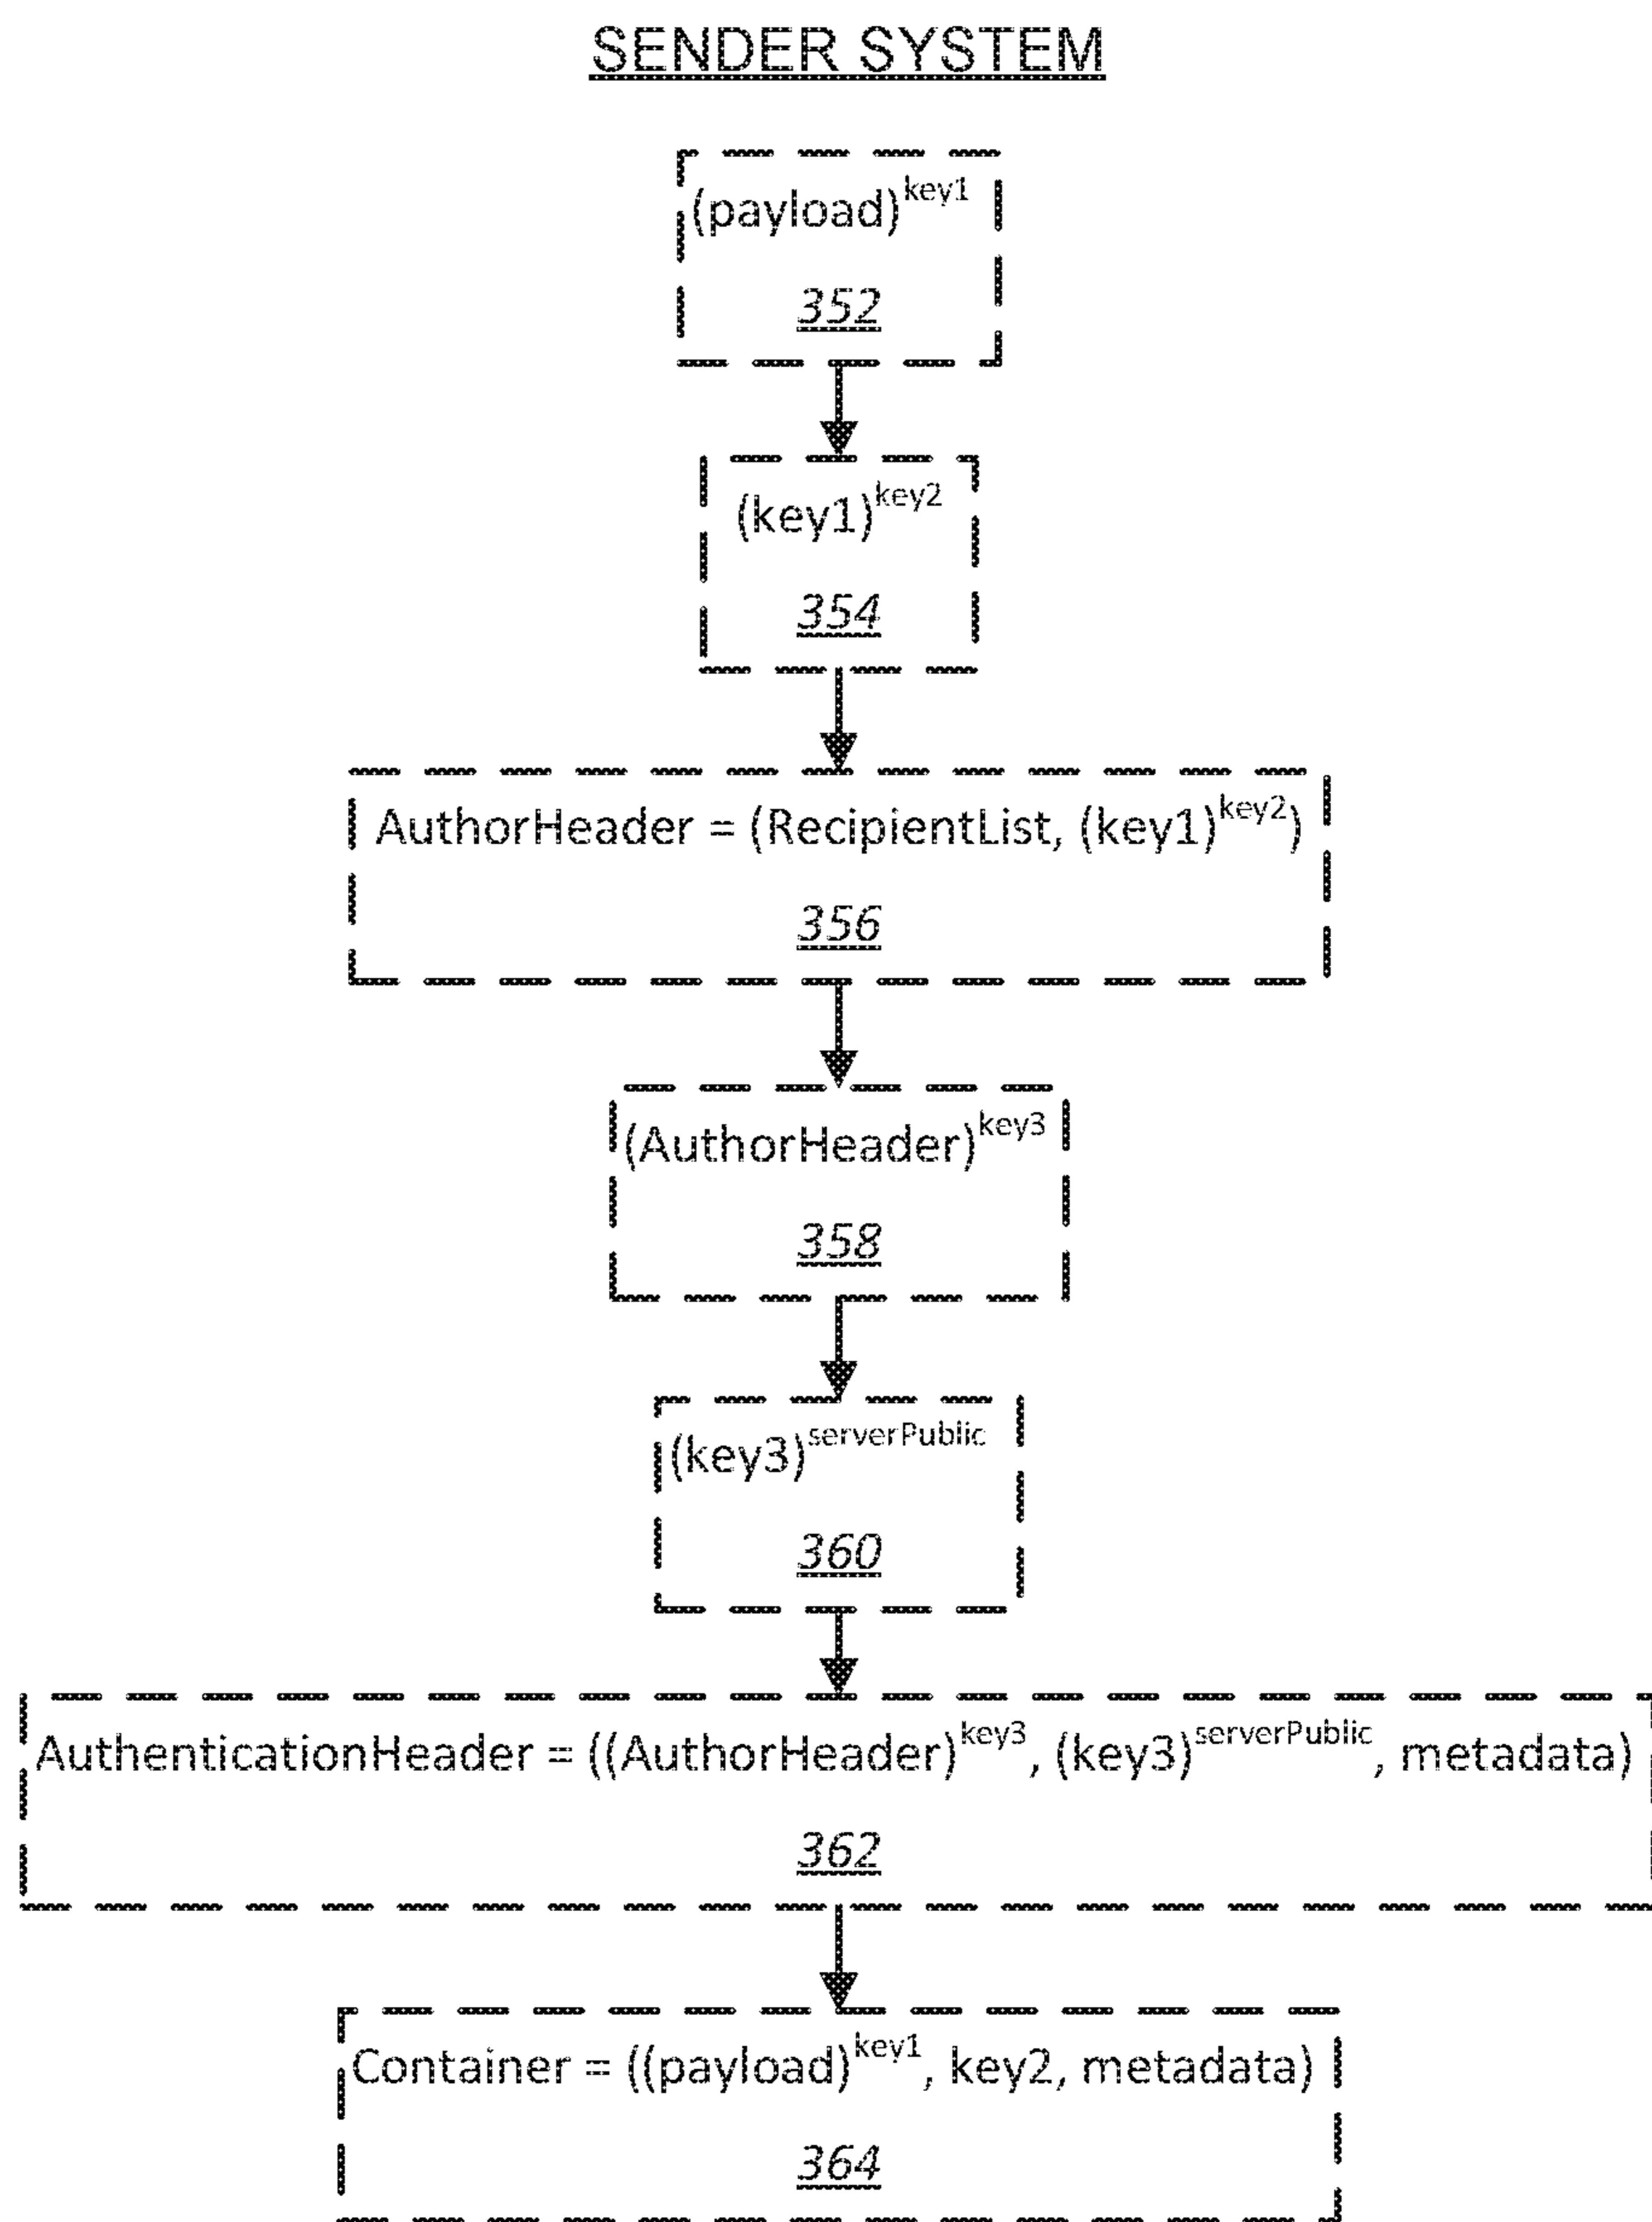 SENDER SYSTEM
(payload)^key1
352
(key1)^key2
354
AuthorHeader = (RecipientList, (key1)^key2)
356
(AuthorHeader)^key3
358
(key3)^serverPublic
360
AuthenticationHeader = ((AuthorHeader)^key3, (key3)^serverPublic, metadata)
362
Container = ((payload)^key1, key2, metadata)
364